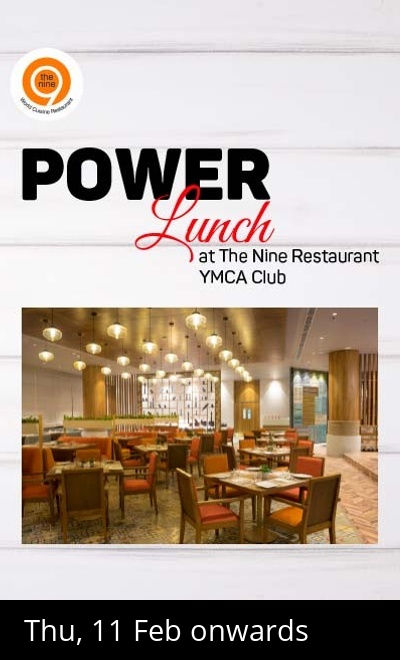 the
nine
World Cuisine Restaurant
POWER
Lunch
at The Nine Restaurant
YMCA Club
Thu, 11 Feb onwards